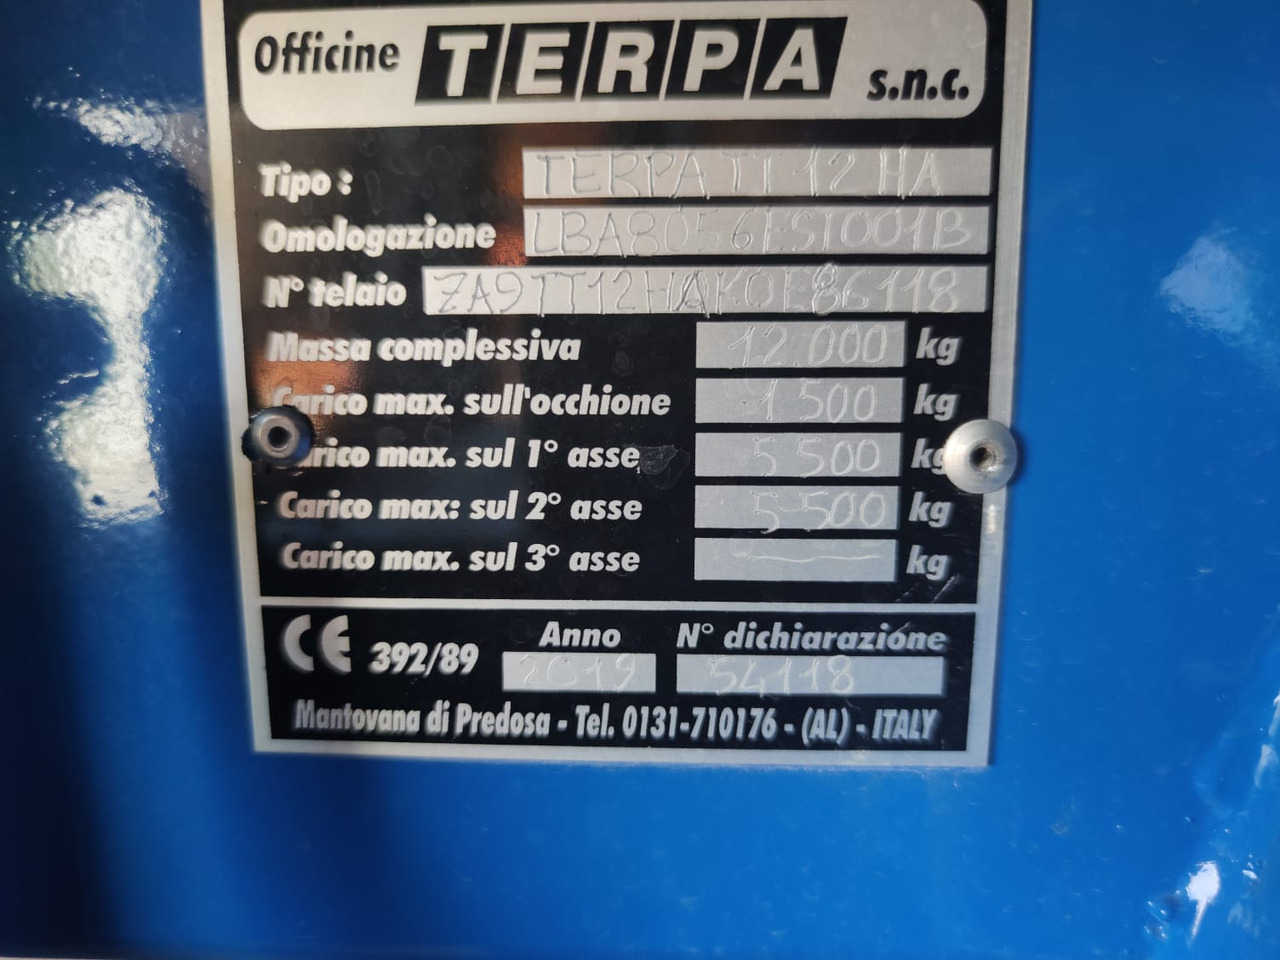 Officine TERPA s.n.c.
Tipo : TERPA TT 12 HA
Omologazione LBA8056EST001B
N° telaio ZA9TT12HAK0E86118
Massa complessiva 12 000 kg
Carico max. sull'occhione 1 500 kg
Carico max. sul 1° asse 5 500 kg
Carico max: sul 2° asse 5 500 kg
Carico max. sul 3° asse — kg
CE 392/89 Anno 2019 N° dichiarazione 54118
Mantovana di Predosa - Tel. 0131-710176 - (AL) - ITALY